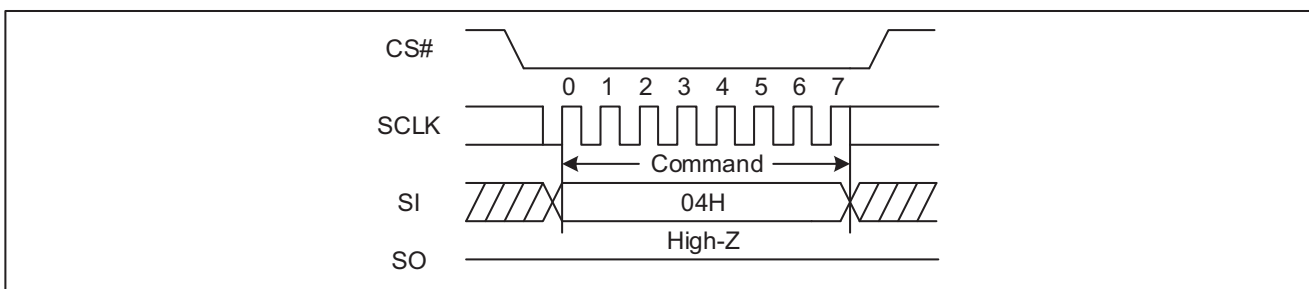 CS#
0 1 2 3 4 5 6 7
SCLK
Command
SI
04H
High-Z
SO